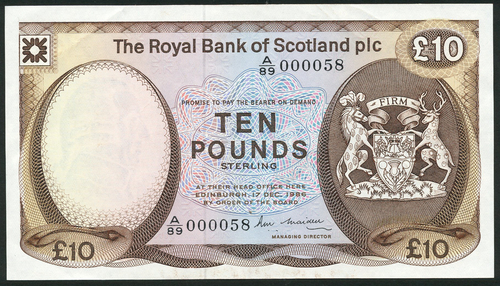 The Royal Bank of Scotland plc
£10
A/89 000058
PROMISE TO PAY THE BEARER ON DEMAND
FIRM
TEN
POUNDS
STERLING
AT THEIR HEAD OFFICE HERE
EDINBURGH, 17 DEC. 1986
BY ORDER OF THE BOARD
A/89 000058
MANAGING DIRECTOR
£10
£10